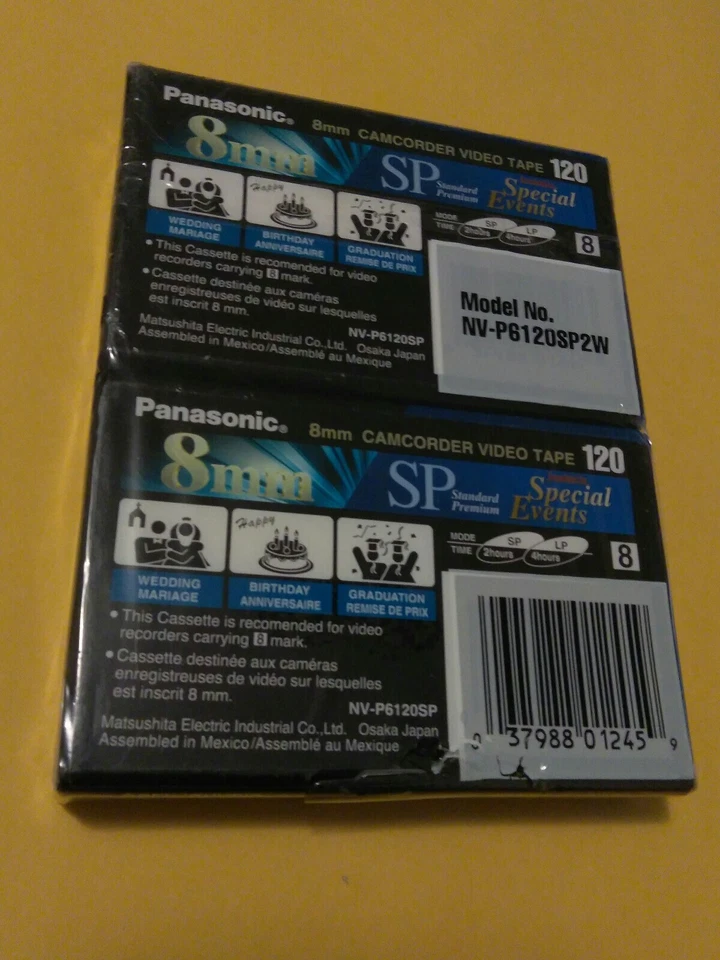 Panasonic®
8mm CAMCORDER VIDEO TAPE 120
8mm
SP Standard Premium
Special Events
Happy
WEDDING
MARIAGE
BIRTHDAY
ANNIVERSAIRE
GRADUATION
REMISE DE PRIX
MODE SP LP
TIME 2hours 4hours
8
• This Cassette is recomended for video
recorders carrying 8 mark.
• Cassette destinée aux caméras
enregistreuses de vidéo sur lesquelles
est inscrit 8 mm.
NV-P6120SP
Matsushita Electric Industrial Co.,Ltd. Osaka Japan
Assembled in Mexico/Assemblé au Mexique
Model No.
NV-P6120SP2W
Panasonic®
8mm CAMCORDER VIDEO TAPE 120
8mm
SP Standard Premium
Special Events
Happy
WEDDING
MARIAGE
BIRTHDAY
ANNIVERSAIRE
GRADUATION
REMISE DE PRIX
MODE SP LP
TIME 2hours 4hours
8
• This Cassette is recomended for video
recorders carrying 8 mark.
• Cassette destinée aux caméras
enregistreuses de vidéo sur lesquelles
est inscrit 8 mm.
NV-P6120SP
Matsushita Electric Industrial Co.,Ltd. Osaka Japan
Assembled in Mexico/Assemblé au Mexique
0 37988 01245 9